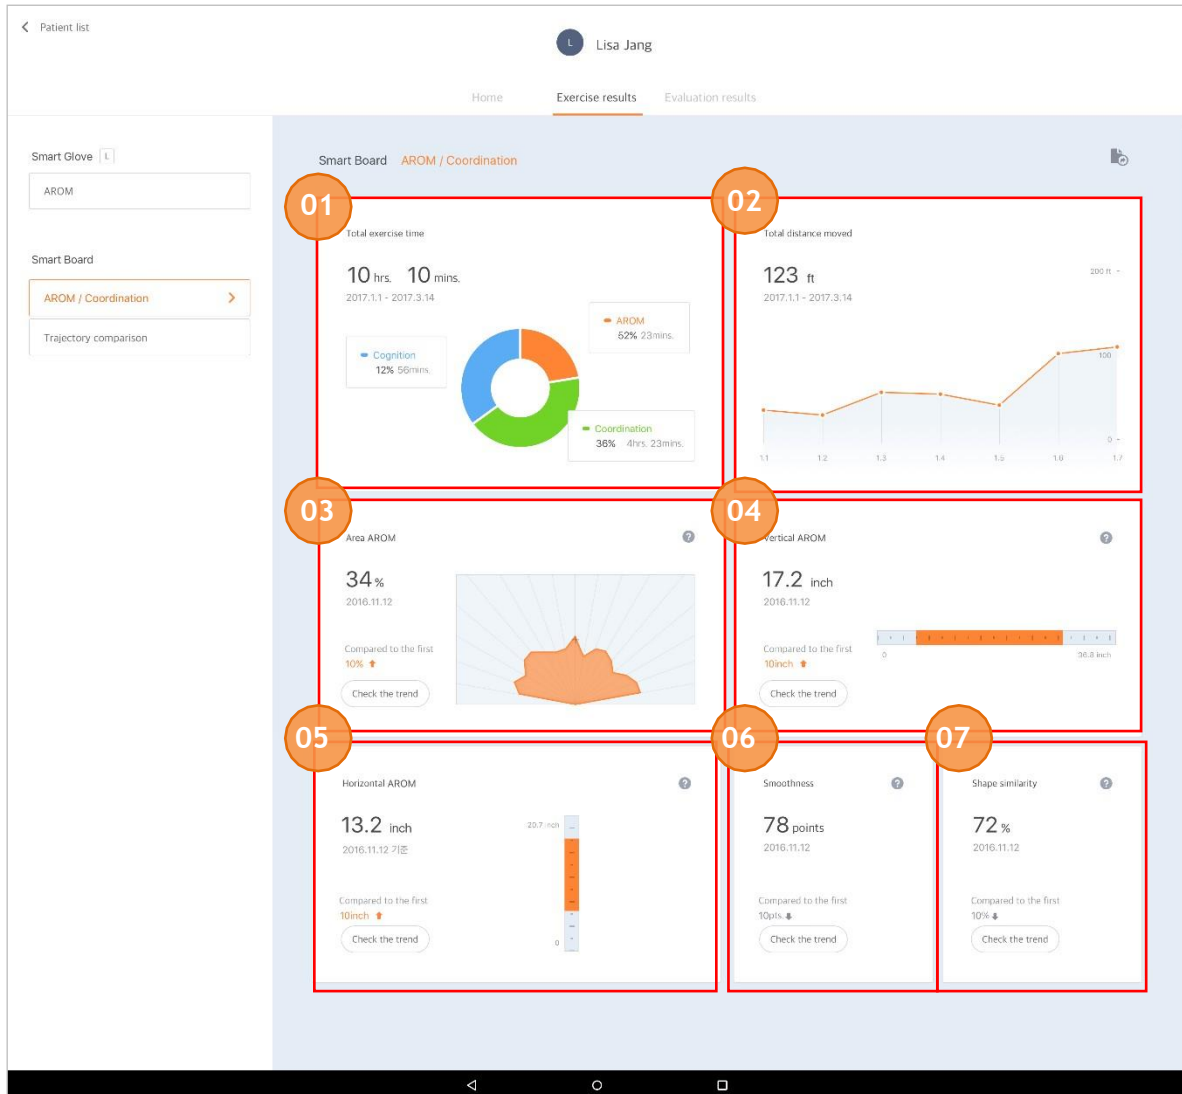 Patient list
L
Lisa Jang
Home
Exercise results
Evaluation results
Smart Glove L
AROM
Smart Board
AROM / Coordination
Trajectory comparison
Smart Board AROM / Coordination
01
Total exercise time
10 hrs. 10 mins.
2017.1.1 - 2017.3.14
AROM
52% 23mins.
Cognition
12% 56mins.
Coordination
36% 4hrs. 23mins.
02
Total distance moved
123 ft
2017.1.1 - 2017.3.14
200 ft
100
0
1.1 1.2 1.3 1.4 1.5 1.6 1.7
03
Area AROM
?
34 %
2016.11.12
Compared to the first
10%
Check the trend
04
Vertical AROM
?
17.2 inch
2016.11.12
0
36.8 inch
Compared to the first
10inch
Check the trend
05
Horizontal AROM
?
13.2 inch
2016.11.12 기준
20.7 inch
0
Compared to the first
10inch
Check the trend
06
Smoothness
?
78 points
2016.11.12
Compared to the first
10pts.
Check the trend
07
Shape similarity
?
72 %
2016.11.12
Compared to the first
10%
Check the trend